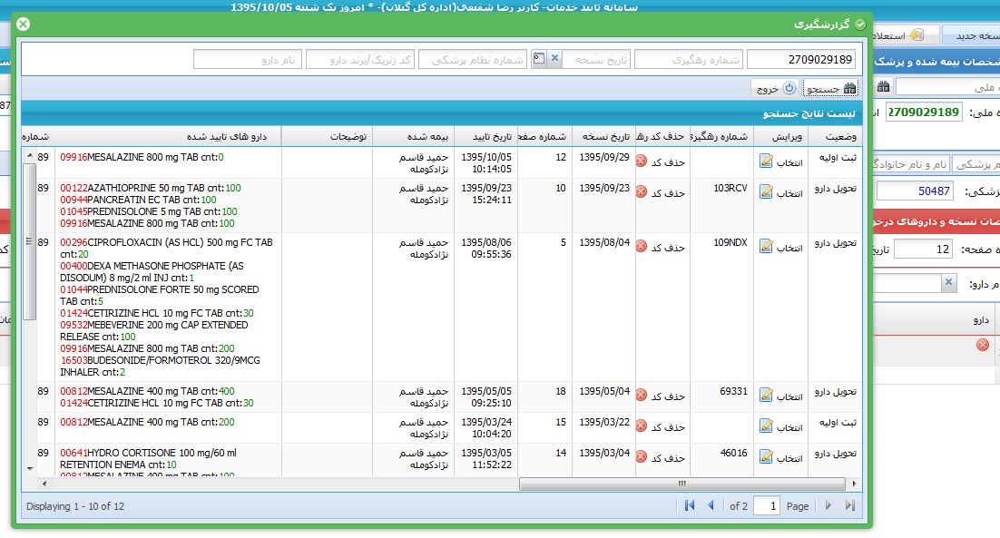 سامانه تایید خدمات- کاربر رضا شفیعی(اداره کل گیلان)- * امروز یک شنبه 1395/10/05
گزارشگیری
2709029189
شماره رهگیری
تاریخ نسخه
شماره نظام پزشکی
کد ژنریک/برند دارو
نام دارو
جستجو
خروج
لیست نتایج جستجو
وضعیت ویرایش شماره رهگیری حذف کد ره تاریخ نسخه شماره صفحه تاریخ تایید بیمه شده توضیحات دارو های تایید شده شماره
ثبت اولیه انتخاب حذف کد 1395/09/29 12 1395/10/05 10:14:05 حمید قاسم نژادکومله
09916MESALAZINE 800 mg TAB cnt:0
89
تحویل دارو انتخاب 103RCV حذف کد 1395/09/23 10 1395/09/23 15:24:11 حمید قاسم نژادکومله
00122AZATHIOPRINE 50 mg TAB cnt:100
00944PANCREATIN EC TAB cnt:100
01045PREDNISOLONE 5 mg TAB cnt:100
09916MESALAZINE 800 mg TAB cnt:100
89
تحویل دارو انتخاب 109NDX حذف کد 1395/08/04 5 1395/08/06 09:55:36 حمید قاسم نژادکومله
00296CIPROFLOXACIN (AS HCL) 500 mg FC TAB
cnt:20
00400DEXA METHASONE PHOSPHATE (AS
DISODUM) 8 mg/2 ml INJ cnt:1
01044PREDNISOLONE FORTE 50 mg SCORED
TAB cnt:5
01424CETIRIZINE HCL 10 mg FC TAB cnt:30
09532MEBEVERINE 200 mg CAP EXTENDED
RELEASE cnt:100
09916MESALAZINE 800 mg TAB cnt:200
16503BUDESONIDE/FORMOTEROL 320/9MCG
INHALER cnt:2
89
تحویل دارو انتخاب 69331 حذف کد 1395/05/04 18 1395/05/05 09:25:10 حمید قاسم نژادکومله
00812MESALAZINE 400 mg TAB cnt:400
01424CETIRIZINE HCL 10 mg FC TAB cnt:30
89
ثبت اولیه انتخاب حذف کد 1395/03/22 15 1395/03/24 10:04:20 حمید قاسم نژادکومله
00812MESALAZINE 400 mg TAB cnt:200
89
تحویل دارو انتخاب 46016 حذف کد 1395/03/04 14 1395/03/05 11:52:22 حمید قاسم نژادکومله
00641HYDRO CORTISONE 100 mg/60 ml
RETENTION ENEMA cnt:10
00812MESALAZINE 400 mg TAB cnt:100
89
Displaying 1 - 10 of 12
of 2 1 Page
نسخه جدید
استعلا
شخصات بیمه شده و پزشک
ملی
ه ملی: 2709029189
م پزشکی نام و نام خانوادگ
پزشکی: 50487
صات نسخه و داروهای درخو
ه صفحه: 12 تاریخ
م دارو:
دارو